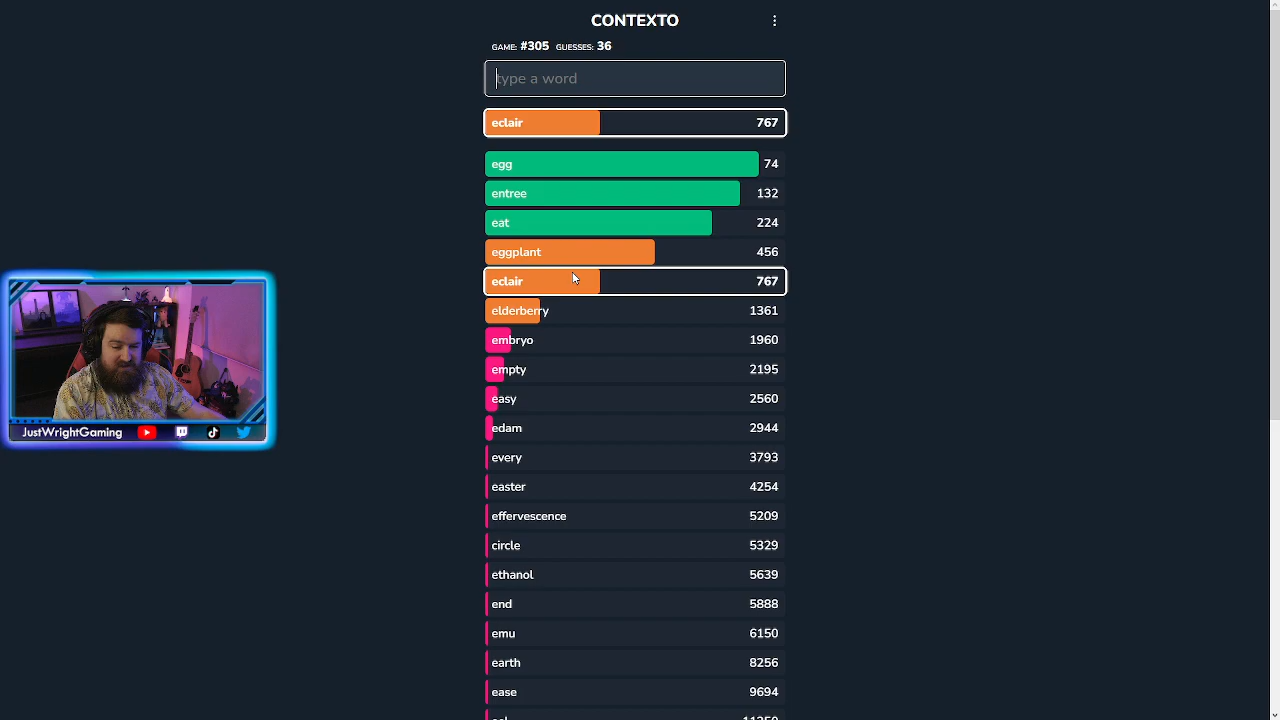 CONTEXTO
GAME: #305 GUESSES: 36
type a word
eclair 767
egg 74
entree 132
eat 224
eggplant 456
eclair 767
elderberry 1361
embryo 1960
empty 2195
easy 2560
edam 2944
every 3793
easter 4254
effervescence 5209
circle 5329
ethanol 5639
end 5888
emu 6150
earth 8256
ease 9694
JustWrightGaming